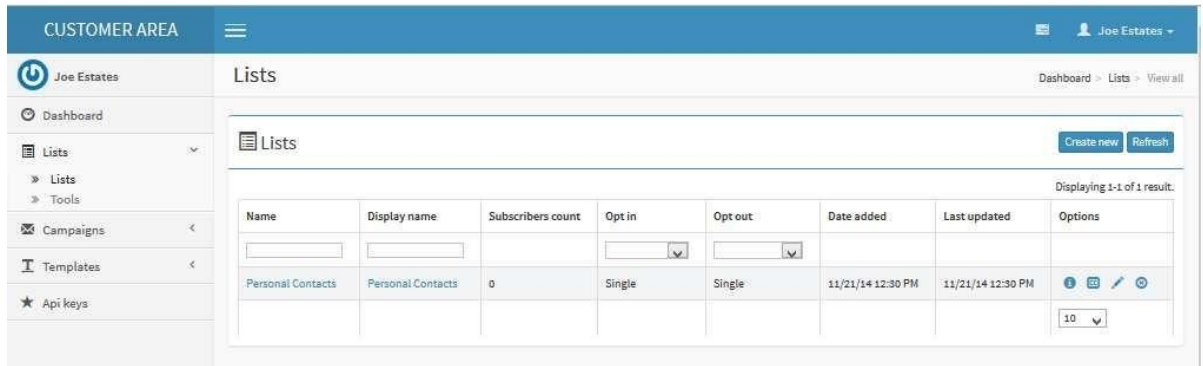 CUSTOMER AREA
Joe Estates
Joe Estates
Lists
Dashboard > Lists > View all
Dashboard
Lists
Lists
Tools
Campaigns
Templates
Api keys
Lists
Create new Refresh
Displaying 1-1 of 1 result.
Name Display name Subscribers count Opt in Opt out Date added Last updated Options
Personal Contacts Personal Contacts 0 Single Single 11/21/14 12:30 PM 11/21/14 12:30 PM
10